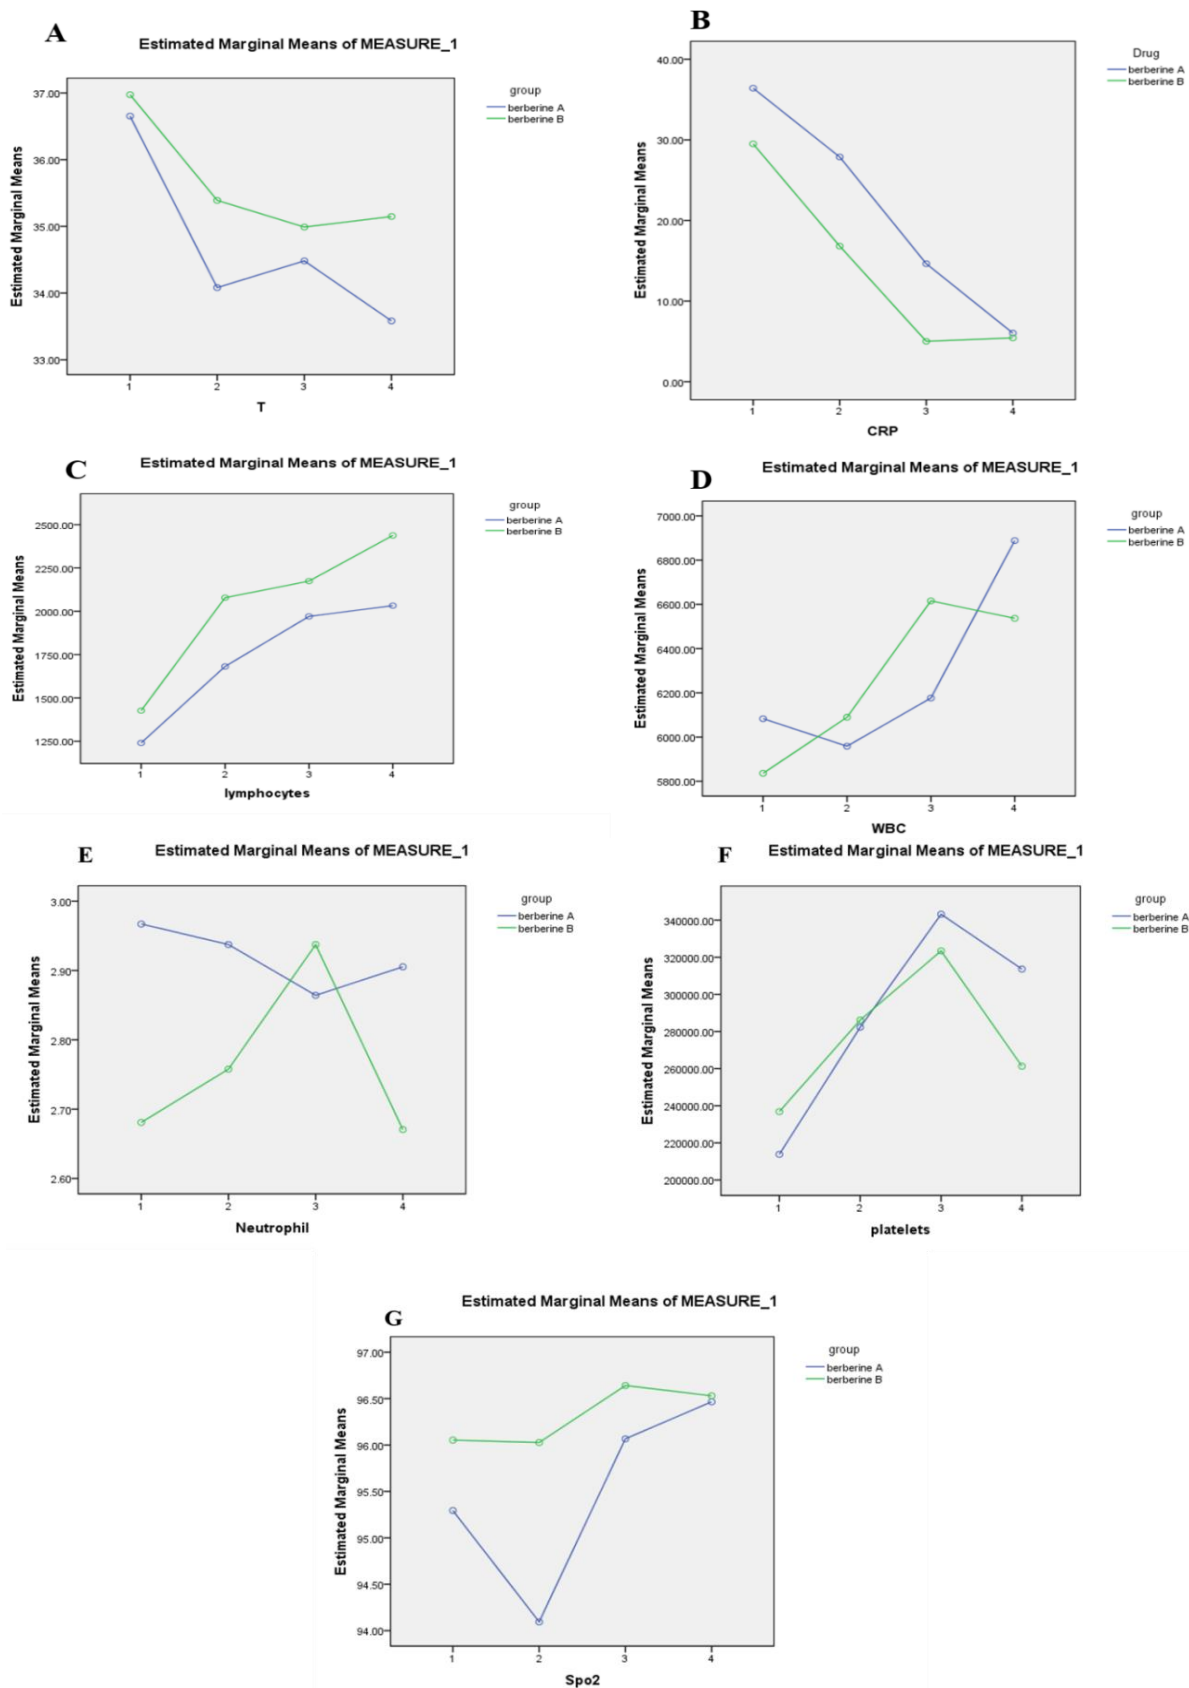 A
Estimated Marginal Means of MEASURE_1
Estimated Marginal Means
37.00
36.00
35.00
34.00
33.00
1 2 3 4
T
group
berberine A
berberine B
B
Estimated Marginal Means
40.00
30.00
20.00
10.00
0.00
1 2 3 4
CRP
Drug
berberine A
berberine B
C
Estimated Marginal Means of MEASURE_1
Estimated Marginal Means
2500.00
2250.00
2000.00
1750.00
1500.00
1250.00
1 2 3 4
lymphocytes
group
berberine A
berberine B
D
Estimated Marginal Means of MEASURE_1
Estimated Marginal Means
7000.00
6800.00
6600.00
6400.00
6200.00
6000.00
5800.00
1 2 3 4
WBC
group
berberine A
berberine B
E
Estimated Marginal Means of MEASURE_1
Estimated Marginal Means
3.00
2.90
2.80
2.70
2.60
1 2 3 4
Neutrophil
group
berberine A
berberine B
F
Estimated Marginal Means of MEASURE_1
Estimated Marginal Means
340000.00
320000.00
300000.00
280000.00
260000.00
240000.00
220000.00
200000.00
1 2 3 4
platelets
group
berberine A
berberine B
G
Estimated Marginal Means of MEASURE_1
Estimated Marginal Means
97.00
96.50
96.00
95.50
95.00
94.50
94.00
1 2 3 4
Spo2
group
berberine A
berberine B